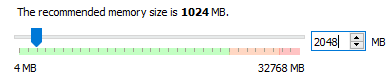 The recommended memory size is 1024 MB.
2048 MB
4 MB 32768 MB